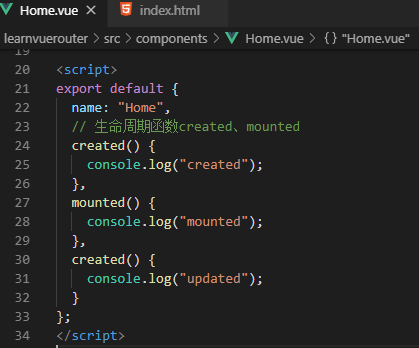 Home.vue
index.html
learnvuerouter > src > components > Home.vue > {} "Home.vue"
19
20 <script>
21 export default {
22 name: "Home",
23 // 生命周期函数created、mounted
24 created() {
25 console.log("created");
26 },
27 mounted() {
28 console.log("mounted");
29 },
30 created() {
31 console.log("updated");
32 }
33 };
34 </script>